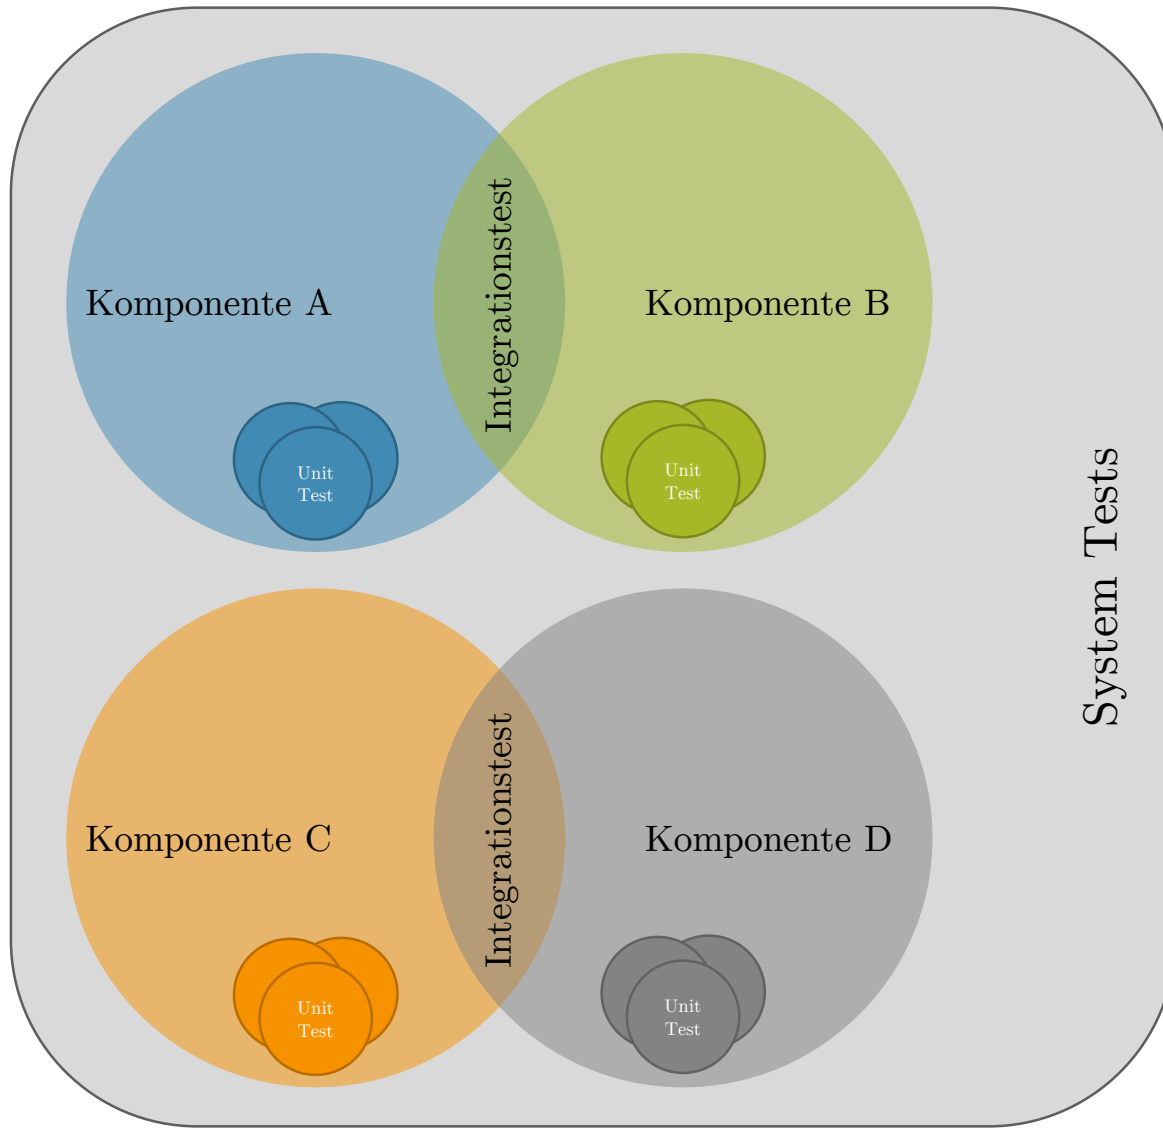 Komponente A
Integrationstest
Komponente B
Unit
Test
Unit
Test
System Tests
Komponente C
Integrationstest
Komponente D
Unit
Test
Unit
Test